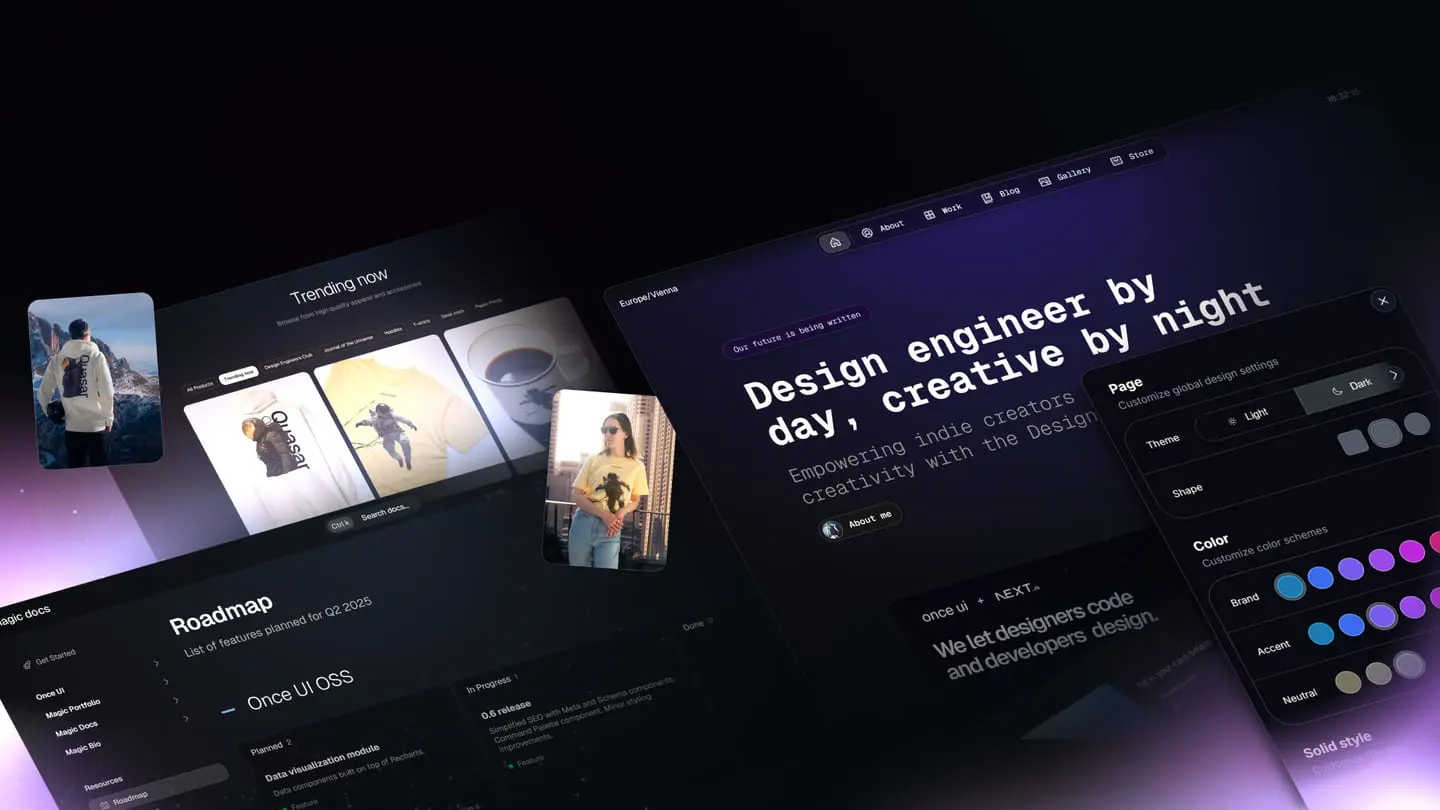 16:32:15
Europe/Vienna
About
Work
Blog
Gallery
Store
Our future is being written
Design engineer by
day, creative by night
Empowering indie creators
creativity with the Design
About me
Trending now
Browse from high quality apparel and accessories
All Products
Trending now
Design Engineers Club
Journal of the Universe
Hoodies
T-shirts
Desk mats
Quasar
Quasar
Ctrl k
Search docs...
Magic docs
Get Started
Once UI
Magic Portfolio
Magic Docs
Magic Bio
Resources
Roadmap
Roadmap
List of features planned for Q2 2025
Once UI OSS
Planned 2
Data visualization module
Data components built on top of Recharts.
Feature
In Progress 1
0.6 release
Simplified SEO with Meta and Schema components.
Command Palette component. Minor styling
improvements.
Feature
Done
once ui + NEXT.js
We let designers code
and developers design.
Page
Customize global design settings
Theme
Light
Dark
Shape
Color
Customize color schemes
Brand
Accent
Neutral
Solid style